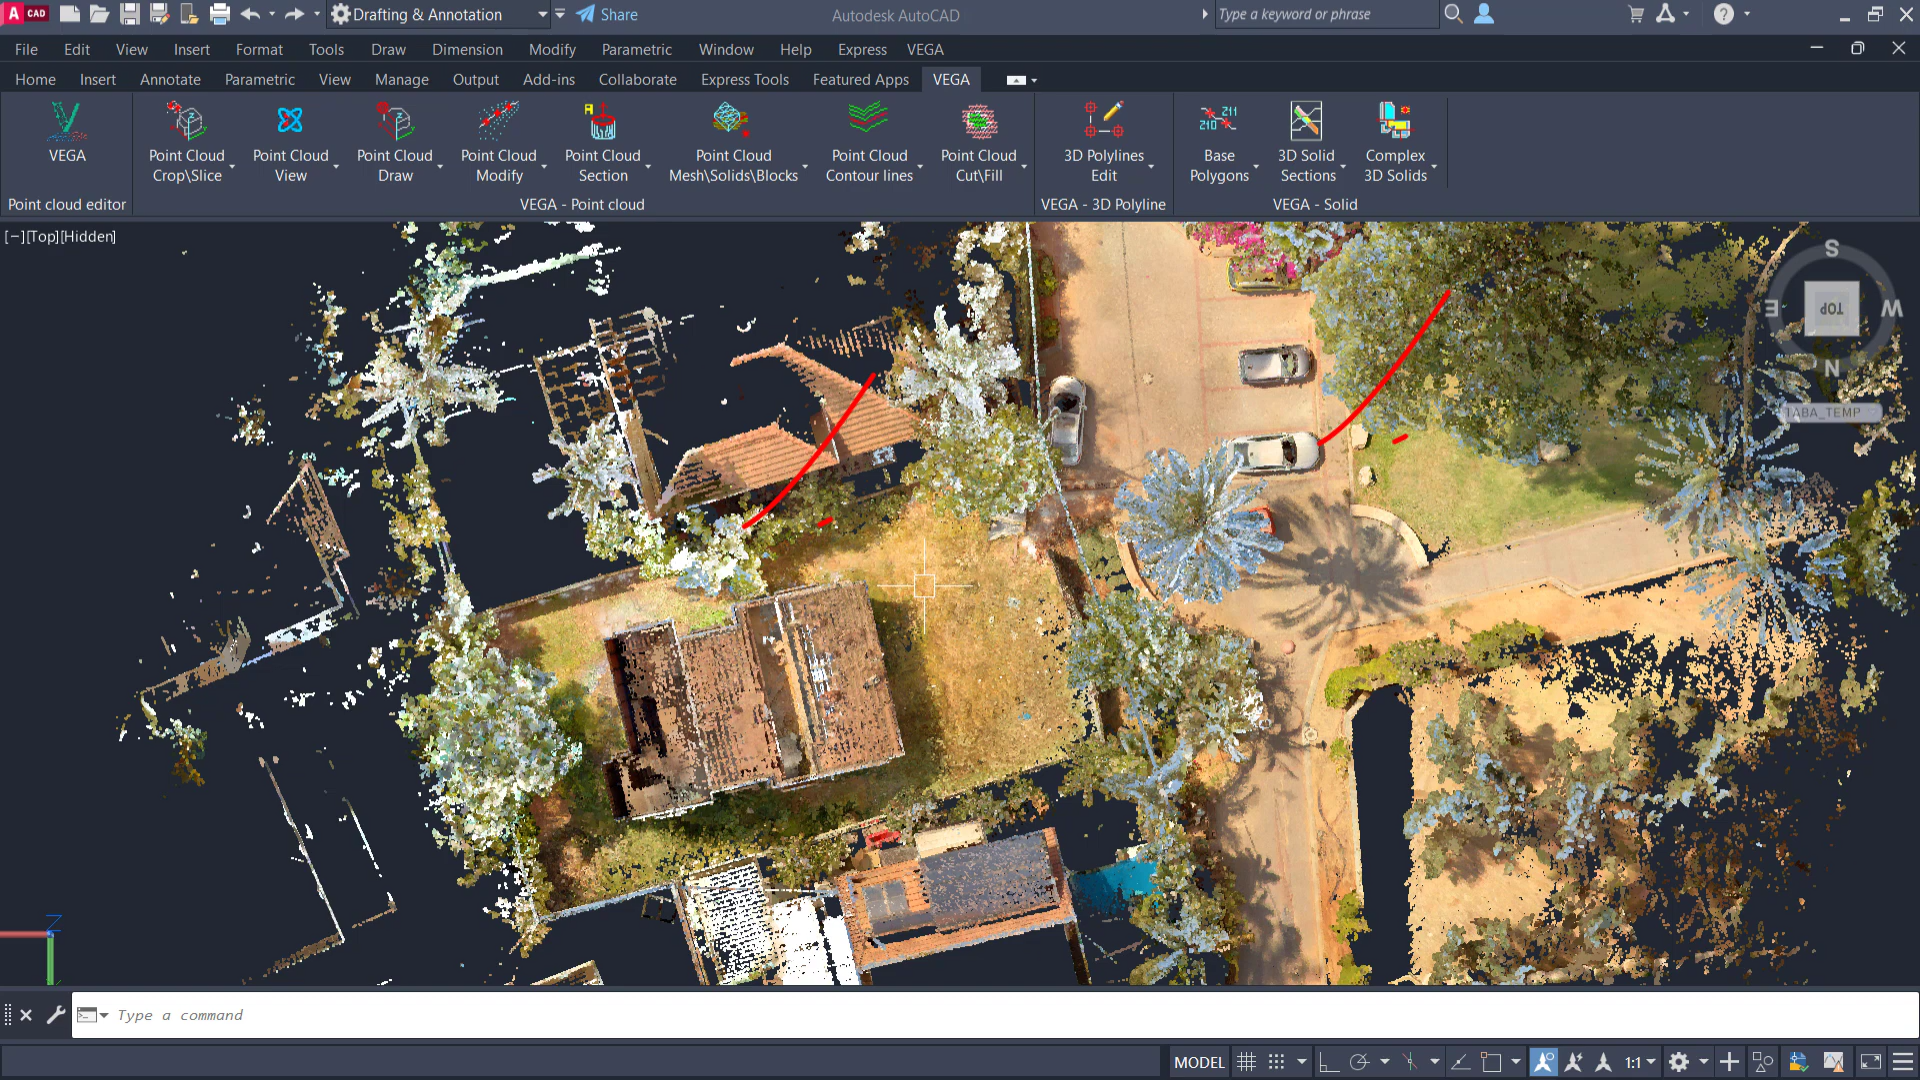 A CAD Drafting & Annotation Share Autodesk AutoCAD Type a keyword or phrase
File Edit View Insert Format Tools Draw Dimension Modify Parametric Window Help Express VEGA
Home Insert Annotate Parametric View Manage Output Add-ins Collaborate Express Tools Featured Apps VEGA
VEGA
Point Cloud Crop\Slice
Point Cloud View
Point Cloud Draw
Point Cloud Modify
Point Cloud Section
Point Cloud Mesh\Solids\Blocks
Point Cloud Contour lines
Point Cloud Cut\Fill
3D Polylines Edit
211
210
Base Polygons
3D Solid Sections
Complex 3D Solids
Point cloud editor VEGA - Point cloud VEGA - 3D Polyline VEGA - Solid
[−][Top][Hidden]
S
E TOP W
N
TABA_TEMP
Z
Type a command
MODEL 1:1